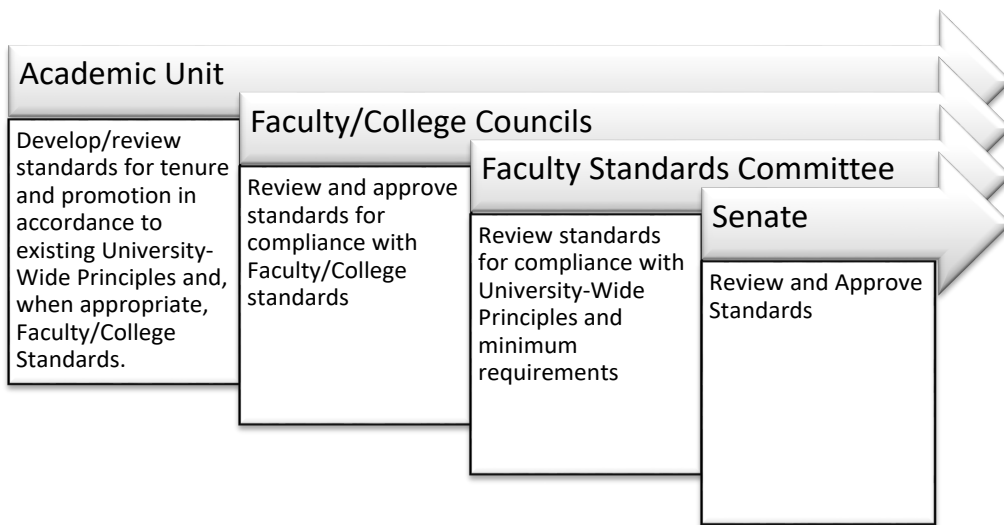 Academic Unit
Develop/review
standards for tenure
and promotion in
accordance to
existing University-
Wide Principles and,
when appropriate,
Faculty/College
Standards.
Faculty/College Councils
Review and approve
standards for
compliance with
Faculty/College
standards
Faculty Standards Committee
Review standards
for compliance with
University-Wide
Principles and
minimum
requirements
Senate
Review and Approve
Standards